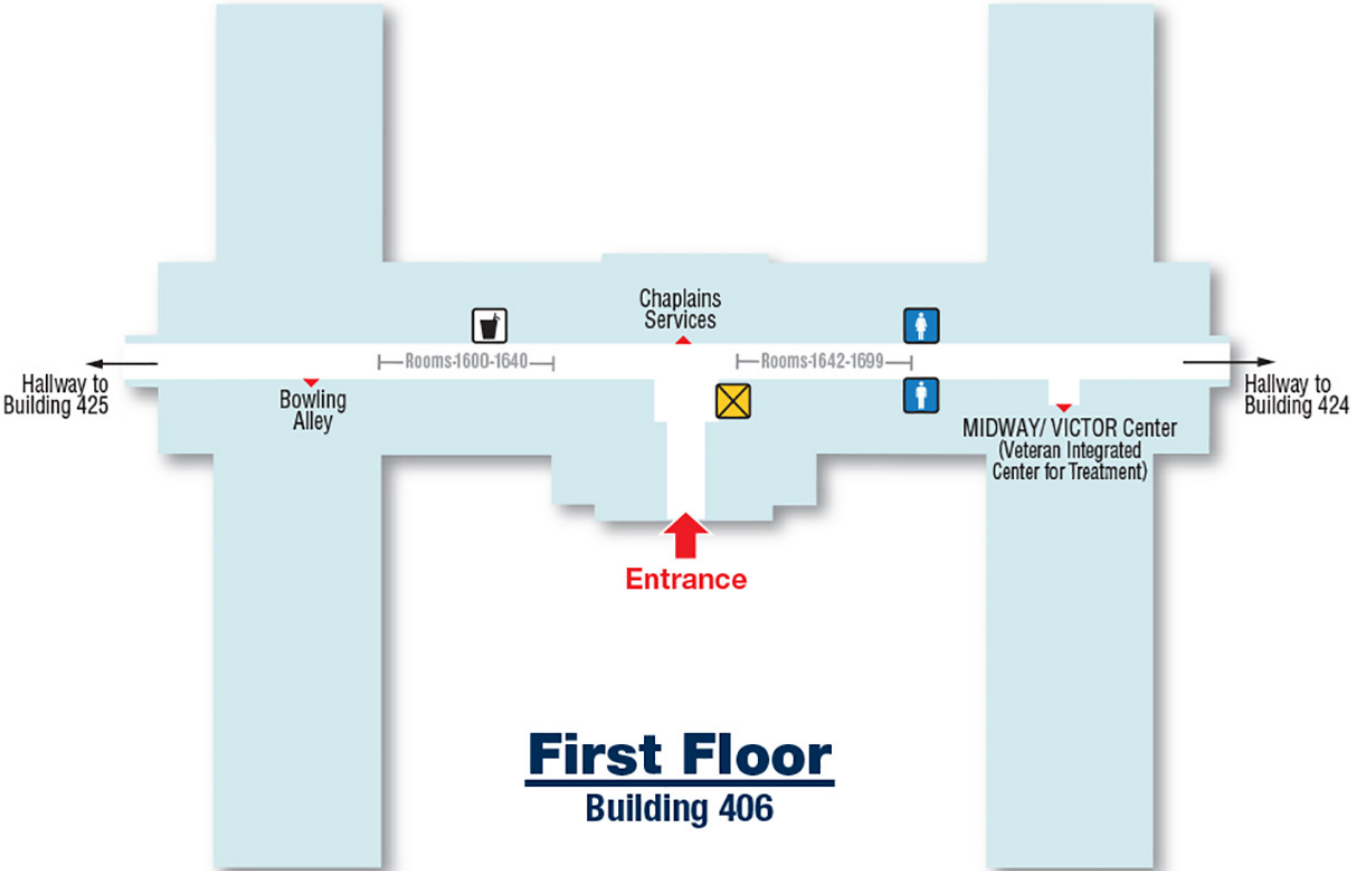 Chaplains
Services
Rooms-1600-1640
Rooms-1642-1699
Hallway to
Building 425
Bowling
Alley
Hallway to
Building 424
MIDWAY/ VICTOR Center
(Veteran Integrated
Center for Treatment)
Entrance
First Floor
Building 406